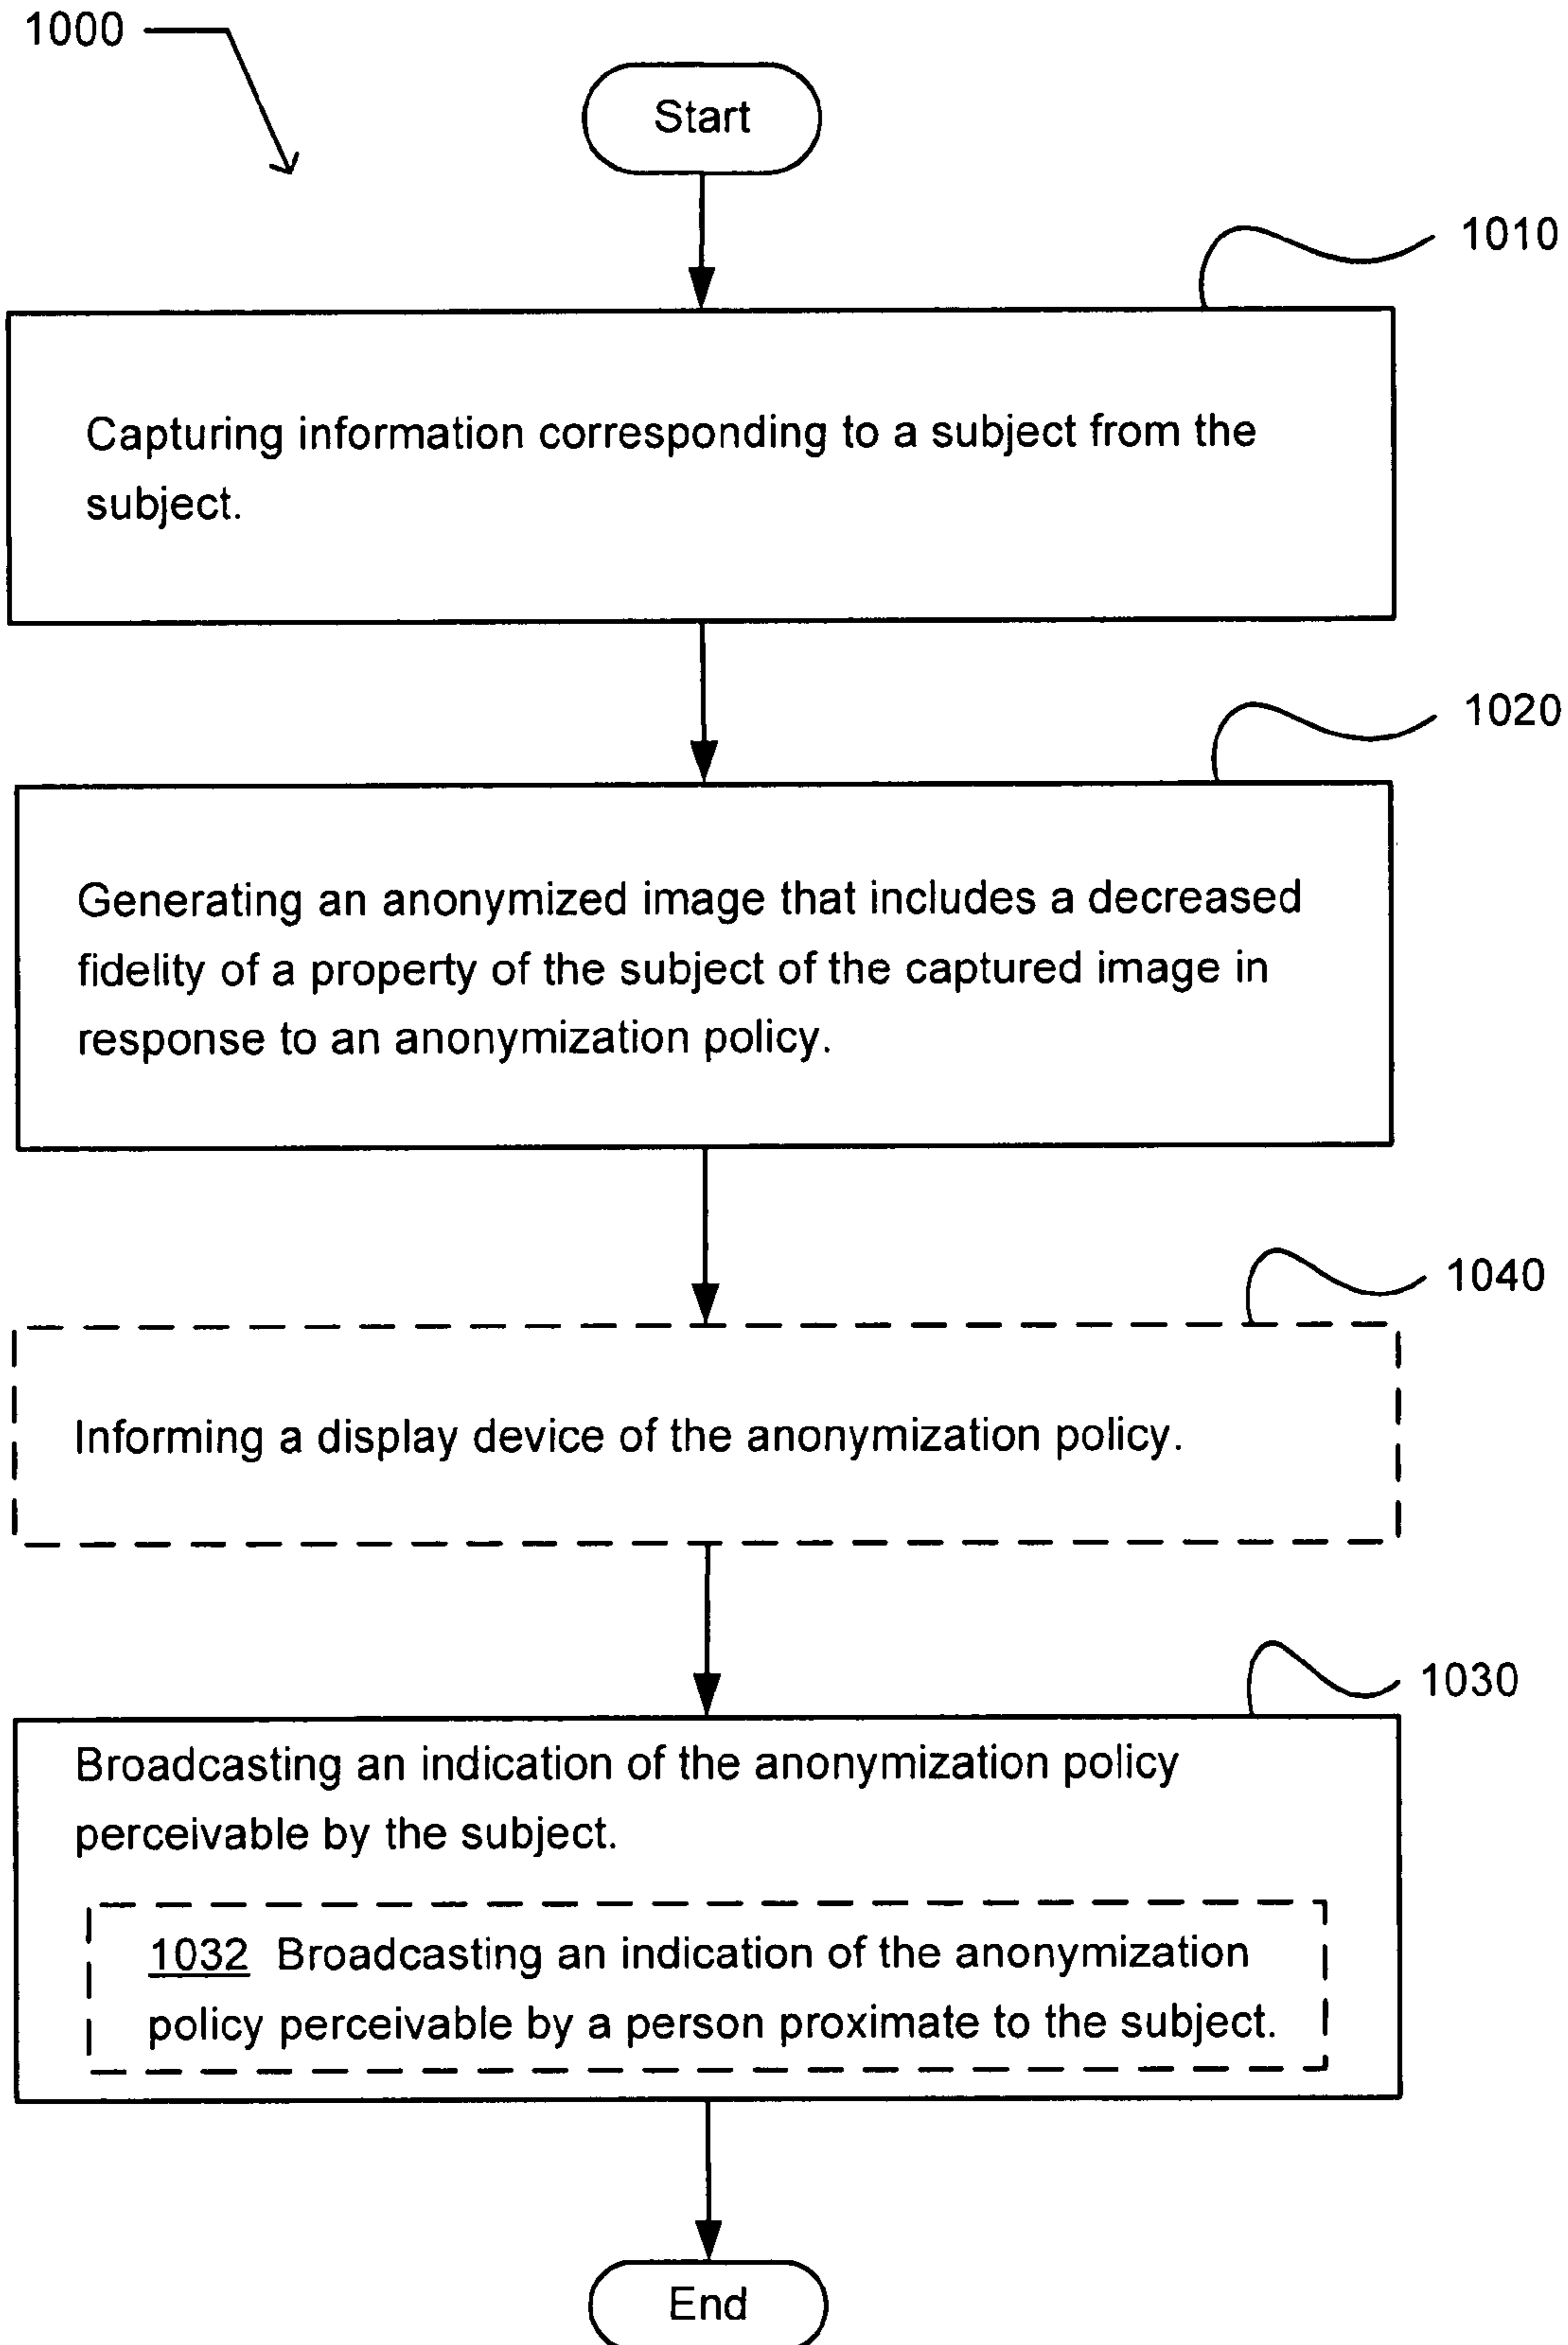 1000
Start
1010
Capturing information corresponding to a subject from the
subject.
1020
Generating an anonymized image that includes a decreased
fidelity of a property of the subject of the captured image in
response to an anonymization policy.
1040
Informing a display device of the anonymization policy.
1030
Broadcasting an indication of the anonymization policy
perceivable by the subject.
1032 Broadcasting an indication of the anonymization
policy perceivable by a person proximate to the subject.
End